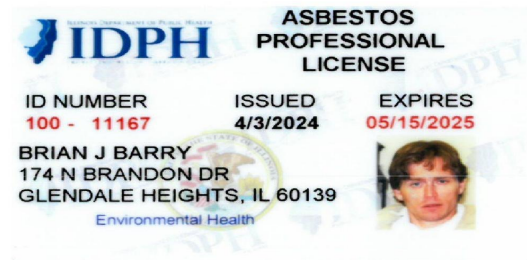 ILLINOIS DEPARTMENT OF PUBLIC HEALTH
IDPH
ASBESTOS
PROFESSIONAL
LICENSE
ID NUMBER ISSUED EXPIRES
100 - 11167 4/3/2024 05/15/2025
BRIAN J BARRY
174 N BRANDON DR
GLENDALE HEIGHTS, IL 60139
Environmental Health